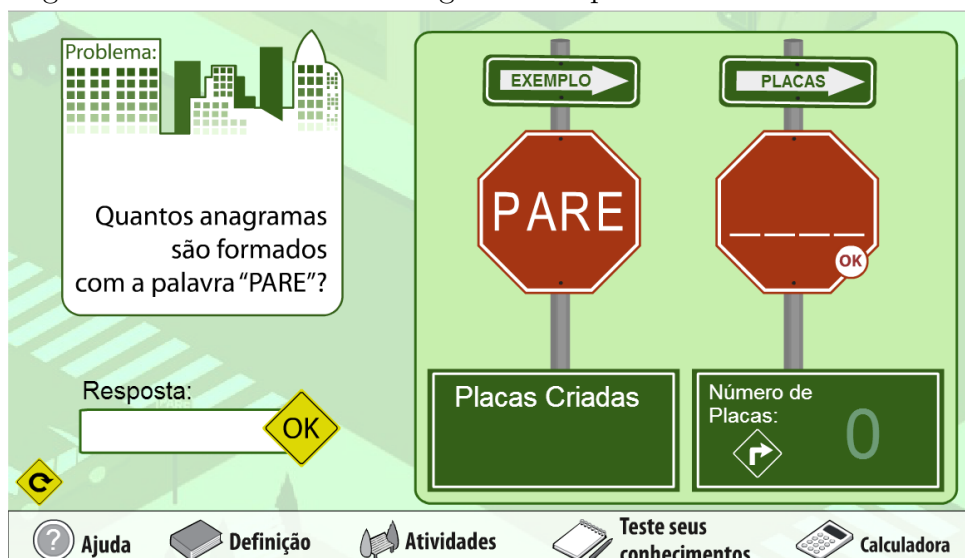 Problema:
Quantos anagramas
são formados
com a palavra “PARE”?
Resposta:
OK
EXEMPLO
PARE
Placas Criadas
PLACAS
_ _ _ _
OK
Número de
Placas:
0
Ajuda
Definição
Atividades
Teste seus
conhecimentos
Calculadora